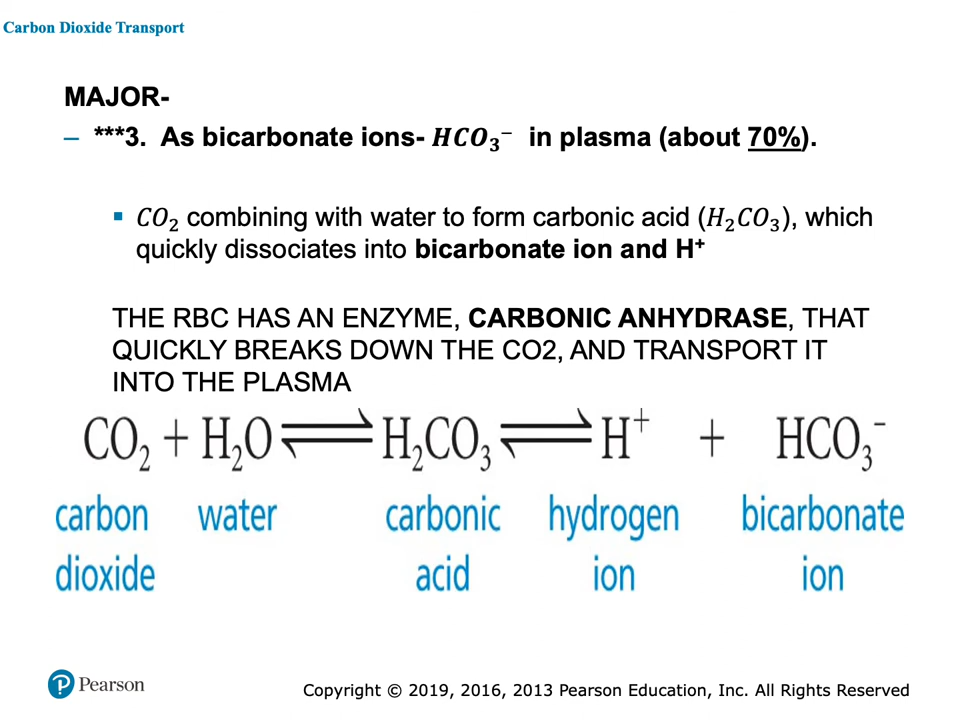 Carbon Dioxide Transport
MAJOR-
– ***3. As bicarbonate ions- HCO₃⁻ in plasma (about 70%).
▪ CO₂ combining with water to form carbonic acid (H₂CO₃), which
quickly dissociates into bicarbonate ion and H⁺
THE RBC HAS AN ENZYME, CARBONIC ANHYDRASE, THAT
QUICKLY BREAKS DOWN THE CO2, AND TRANSPORT IT
INTO THE PLASMA
CO₂ + H₂O ⇌ H₂CO₃ ⇌ H⁺ + HCO₃⁻
carbon water carbonic hydrogen bicarbonate
dioxide acid ion ion
P Pearson
Copyright © 2019, 2016, 2013 Pearson Education, Inc. All Rights Reserved